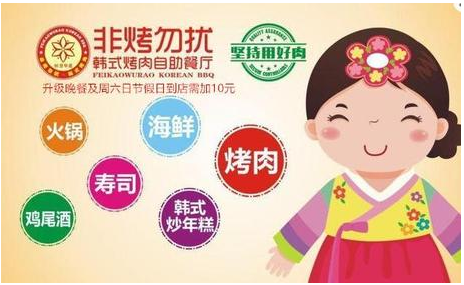 非烤勿扰
韩式烤肉自助餐厅
FEIKAOWURAO KOREAN BBQ
QUALITY ASSURANCE
坚持用好肉
升级晚餐及周六日节假日到店需加10元
火锅
海鲜
烤肉
寿司
鸡尾酒
韩式
炒年糕